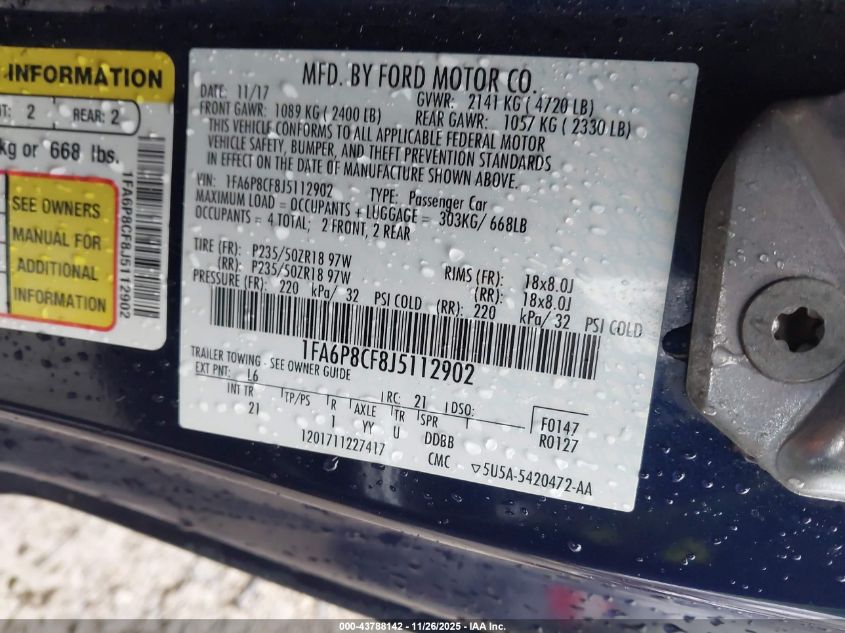 INFORMATION
T: 2 REAR: 2
kg or 668 lbs.
SEE OWNERS
MANUAL FOR
ADDITIONAL
INFORMATION
1FA6P8CF8J5112902
MFD. BY FORD MOTOR CO.
DATE: 11/17 GVWR: 2141 KG ( 4720 LB)
FRONT GAWR: 1089 KG ( 2400 LB) REAR GAWR: 1057 KG ( 2330 LB)
THIS VEHICLE CONFORMS TO ALL APPLICABLE FEDERAL MOTOR
VEHICLE SAFETY, BUMPER, AND THEFT PREVENTION STANDARDS
IN EFFECT ON THE DATE OF MANUFACTURE SHOWN ABOVE.
VIN: 1FA6P8CF8J5112902 TYPE: Passenger Car
MAXIMUM LOAD = OCCUPANTS + LUGGAGE = 303KG/ 668LB
OCCUPANTS = 4 TOTAL; 2 FRONT, 2 REAR
TIRE (FR): P235/50ZR18 97W RIMS (FR): 18x8.0J
(RR): P235/50ZR18 97W (RR): 18x8.0J
PRESSURE (FR): 220 kPa/ 32 PSI COLD (RR): 220 kPa/ 32 PSI COLD
1FA6P8CF8J5112902
TRAILER TOWING - SEE OWNER GUIDE
EXT PNT: L6 RC: 21 DSO:
INT TR TP/PS R AXLE TR SPR F0147
21 1 YY U DDBB R0127
1201711227417 CMC ▽5U5A-5420472-AA
000-43788142 - 11/26/2025 - IAA Inc.